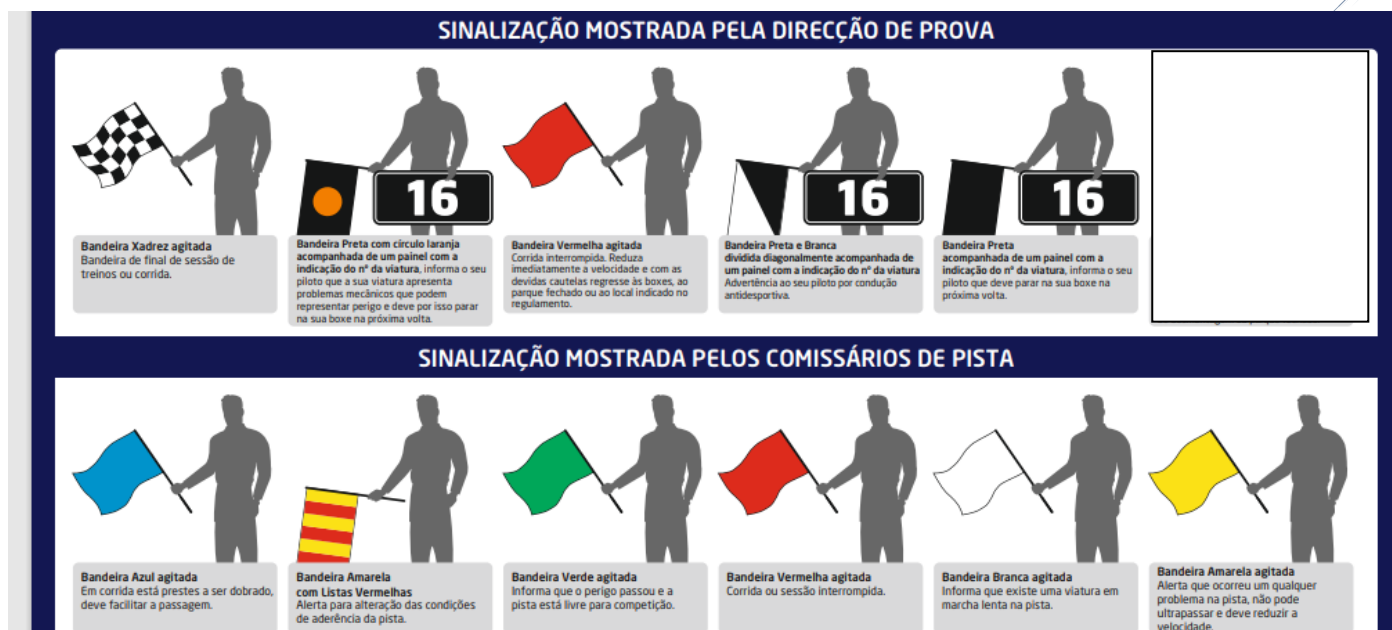 SINALIZAÇÃO MOSTRADA PELA DIRECÇÃO DE PROVA
16
16
16
Bandeira Xadrez agitada
Bandeira de final de sessão de
treinos ou corrida.
Bandeira Preta com círculo laranja
acompanhada de um painel com a
indicação do nº da viatura, informa o seu
piloto que a sua viatura apresenta
problemas mecânicos que podem
representar perigo e deve por isso parar
na sua boxe na próxima volta.
Bandeira Vermelha agitada
Corrida interrompida. Reduza
imediatamente a velocidade e com as
devidas cautelas regresse às boxes, ao
parque fechado ou ao local indicado no
regulamento.
Bandeira Preta e Branca
dividida diagonalmente acompanhada de
um painel com a indicação do nº da viatura
Advertência ao seu piloto por condução
antidesportiva.
Bandeira Preta
acompanhada de um painel com a
indicação do nº da viatura, informa o seu
piloto que deve parar na sua boxe na
próxima volta.
SINALIZAÇÃO MOSTRADA PELOS COMISSÁRIOS DE PISTA
Bandeira Azul agitada
Em corrida está prestes a ser dobrado,
deve facilitar a passagem.
Bandeira Amarela
com Listas Vermelhas
Alerta para alteração das condições
de aderência da pista.
Bandeira Verde agitada
Informa que o perigo passou e a
pista está livre para competição.
Bandeira Vermelha agitada
Corrida ou sessão interrompida.
Bandeira Branca agitada
Informa que existe uma viatura em
marcha lenta na pista.
Bandeira Amarela agitada
Alerta que ocorreu um qualquer
problema na pista, não pode
ultrapassar e deve reduzir a
velocidade.